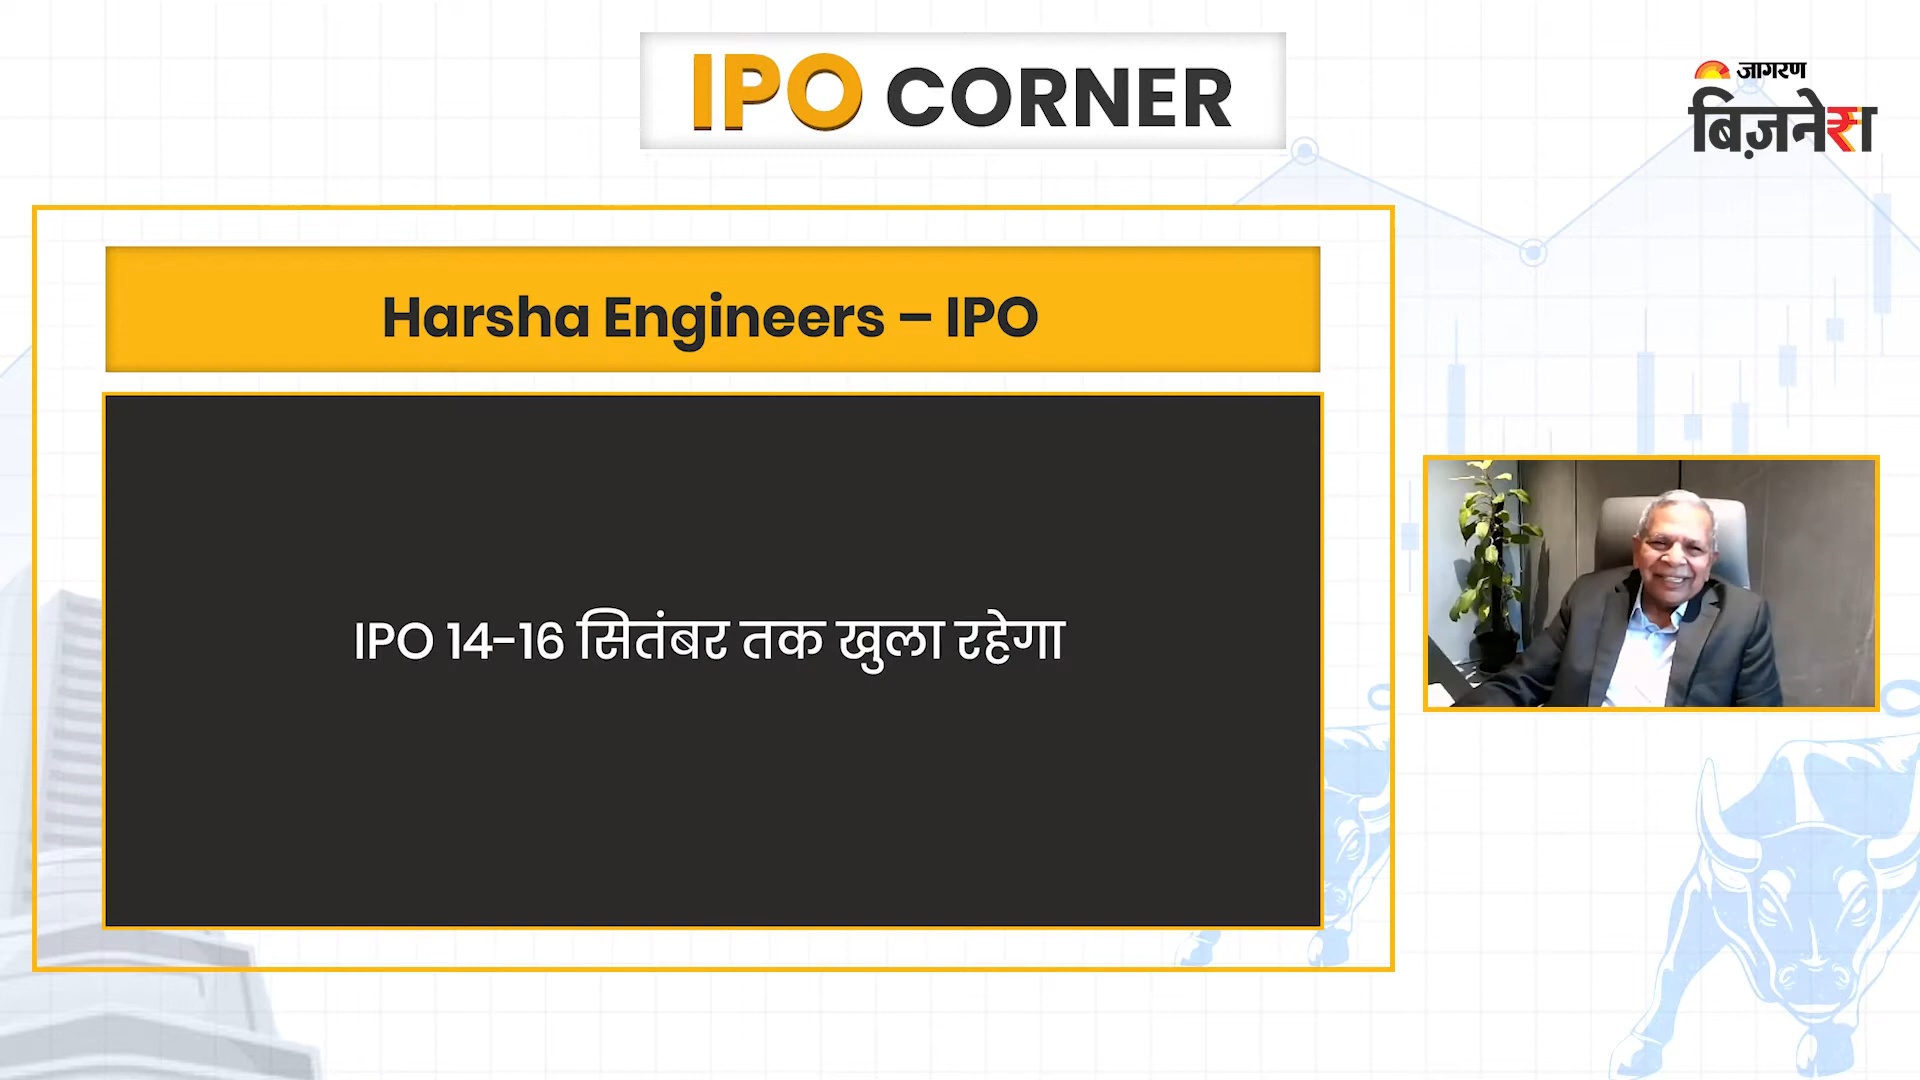 IPO CORNER
जागरण
बिज़नेस
Harsha Engineers – IPO
IPO 14-16 सितंबर तक खुला रहेगा